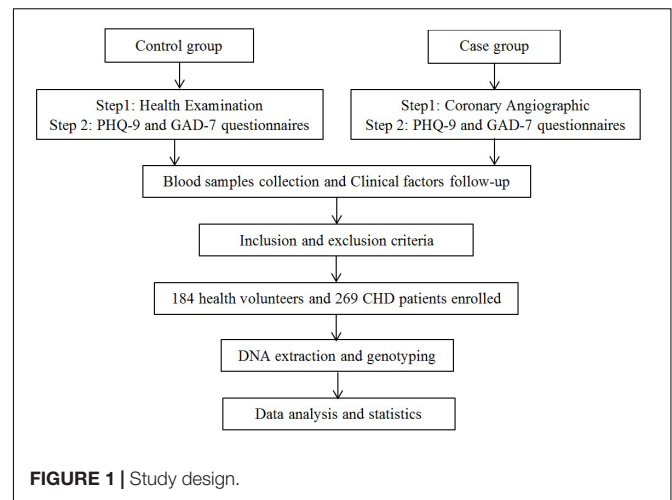 Control group
Case group
Step1: Health Examination
Step 2: PHQ-9 and GAD-7 questionnaires
Step1: Coronary Angiographic
Step 2: PHQ-9 and GAD-7 questionnaires
Blood samples collection and Clinical factors follow-up
Inclusion and exclusion criteria
184 health volunteers and 269 CHD patients enrolled
DNA extraction and genotyping
Data analysis and statistics
FIGURE 1 | Study design.